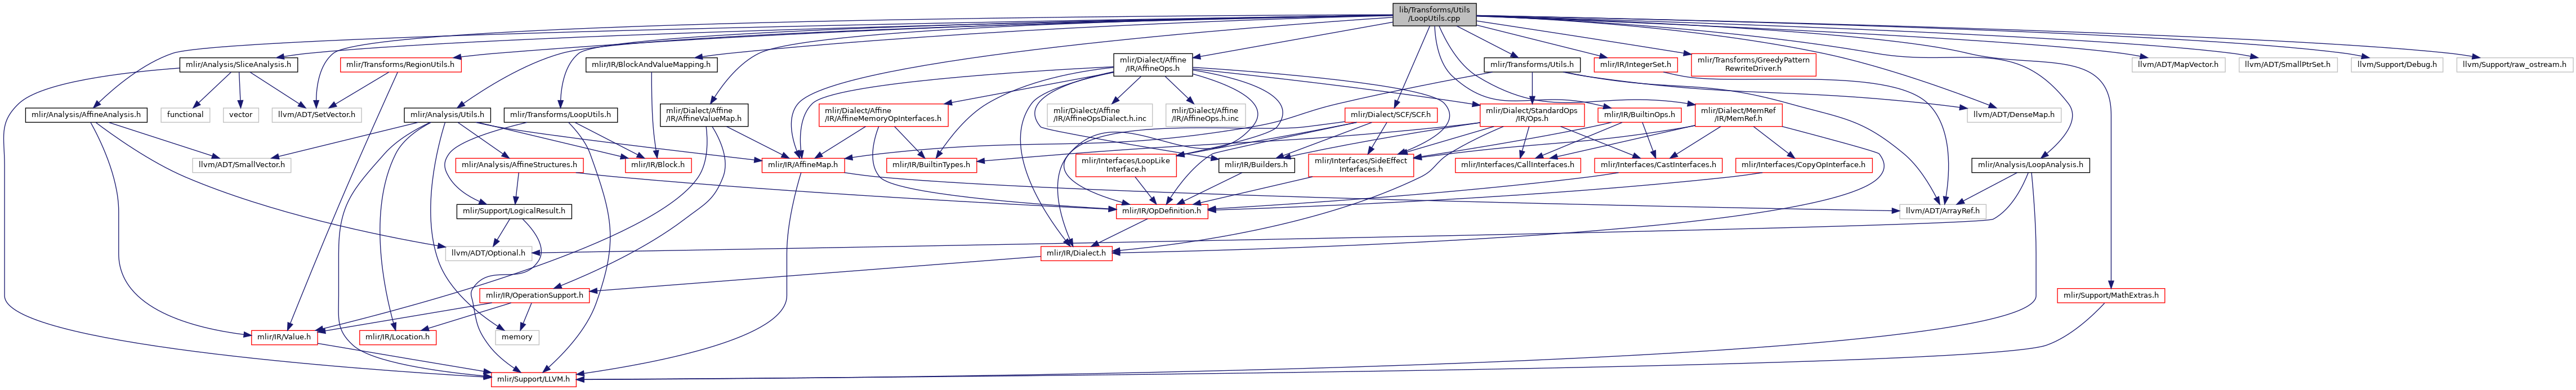 lib/Transforms/Utils
/LoopUtils.cpp
mlir/Analysis/SliceAnalysis.h
mlir/Transforms/RegionUtils.h
mlir/IR/BlockAndValueMapping.h
mlir/Dialect/Affine
/IR/AffineOps.h
mlir/Transforms/Utils.h
mlir/IR/IntegerSet.h
mlir/Transforms/GreedyPattern
RewriteDriver.h
llvm/ADT/MapVector.h
llvm/ADT/SmallPtrSet.h
llvm/Support/Debug.h
llvm/Support/raw_ostream.h
mlir/Analysis/AffineAnalysis.h
functional
vector
llvm/ADT/SetVector.h
mlir/Analysis/Utils.h
mlir/Transforms/LoopUtils.h
mlir/Dialect/Affine
/IR/AffineValueMap.h
mlir/Dialect/Affine
/IR/AffineMemoryOpInterfaces.h
mlir/Dialect/Affine
/IR/AffineOpsDialect.h.inc
mlir/Dialect/Affine
/IR/AffineOps.h.inc
mlir/Dialect/SCF/SCF.h
mlir/Dialect/StandardOps
/IR/Ops.h
mlir/IR/BuiltinOps.h
mlir/Dialect/MemRef
/IR/MemRef.h
llvm/ADT/DenseMap.h
llvm/ADT/SmallVector.h
mlir/Analysis/AffineStructures.h
mlir/IR/Block.h
mlir/IR/AffineMap.h
mlir/IR/BuiltinTypes.h
mlir/Interfaces/LoopLike
Interface.h
mlir/IR/Builders.h
mlir/Interfaces/SideEffect
Interfaces.h
mlir/Interfaces/CallInterfaces.h
mlir/Interfaces/CastInterfaces.h
mlir/Interfaces/CopyOpInterface.h
mlir/Analysis/LoopAnalysis.h
mlir/Support/LogicalResult.h
mlir/IR/OpDefinition.h
llvm/ADT/ArrayRef.h
llvm/ADT/Optional.h
mlir/IR/Dialect.h
mlir/IR/OperationSupport.h
mlir/Support/MathExtras.h
mlir/IR/Value.h
mlir/IR/Location.h
memory
mlir/Support/LLVM.h